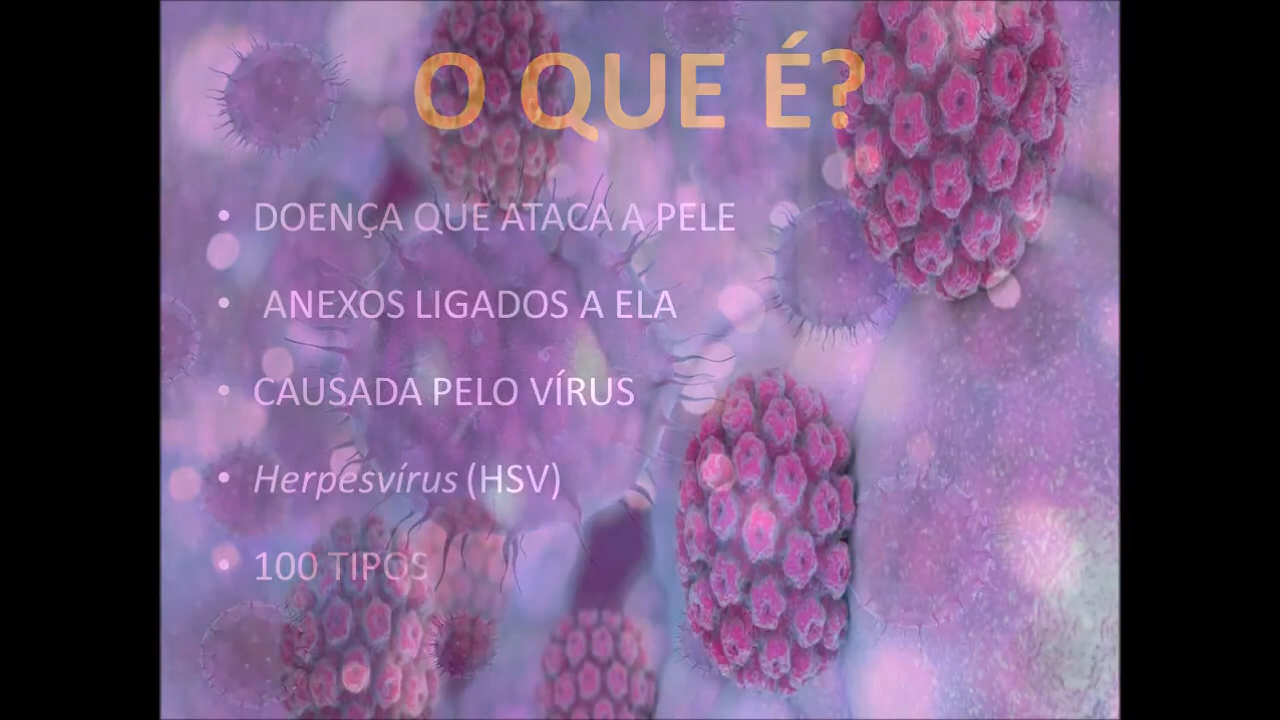 O QUE É?
• DOENÇA QUE ATACA A PELE
• ANEXOS LIGADOS A ELA
• CAUSADA PELO VÍRUS
• Herpesvírus (HSV)
• 100 TIPOS